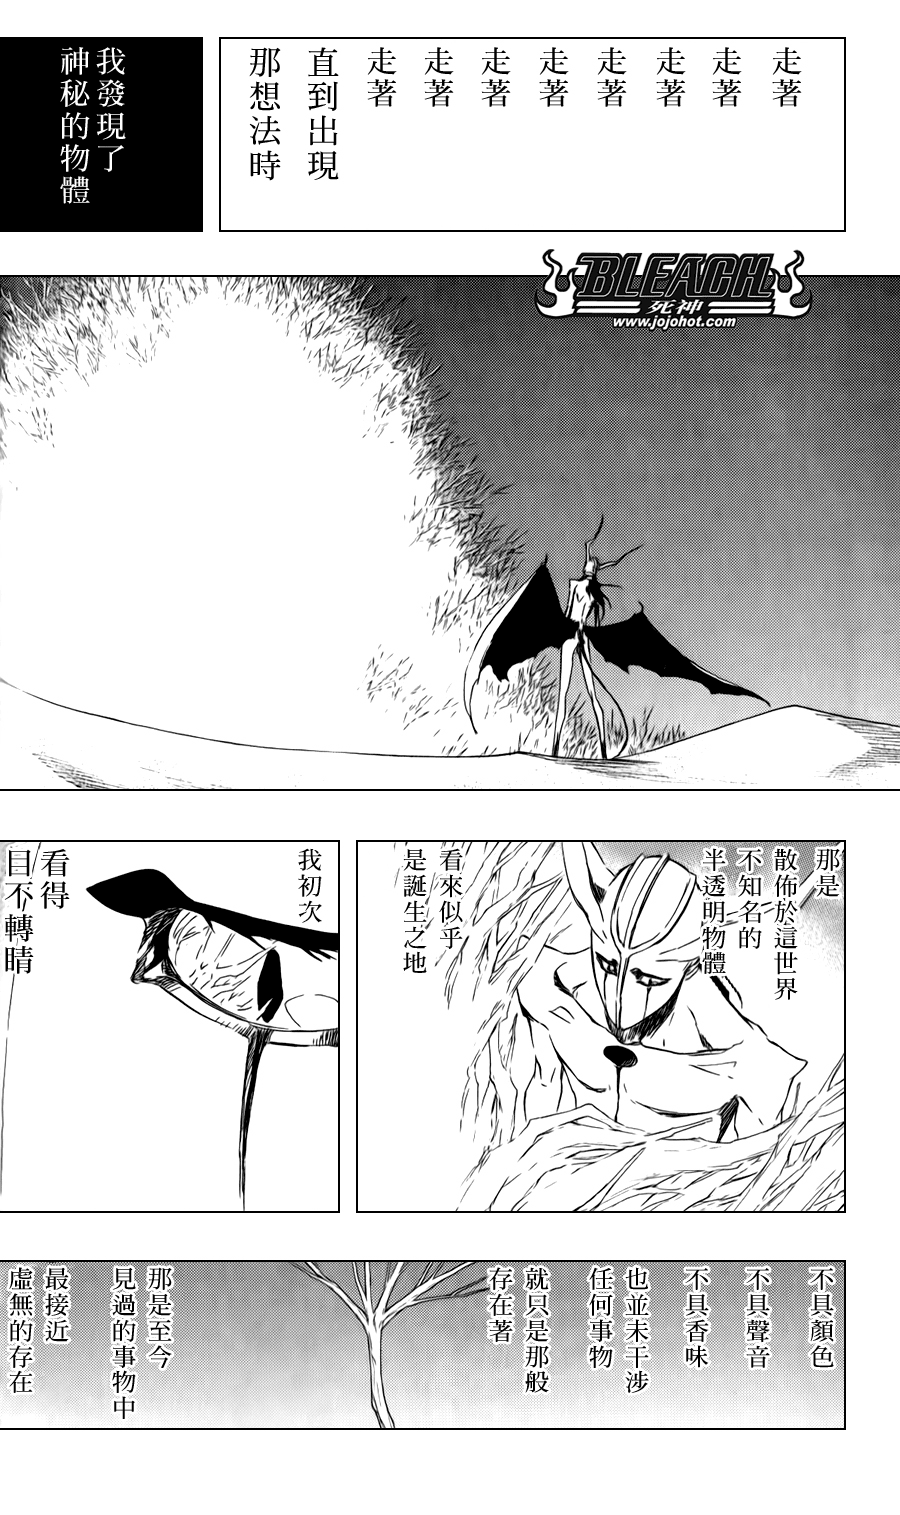 走著
走著
走著
走著
走著
走著
走著
走著
直到出現
那想法時
我發現了
神秘的物體
BLEACH
死神
www.jojohot.com
那是
散佈於這世界
不知名的
半透明物體
看來似乎
是誕生之地
我初次
看得
目不轉睛
不具顏色
不具聲音
不具香味
也並未干涉
任何事物
就只是那般
存在著
那是至今
見過的事物中
最接近
虛無的存在